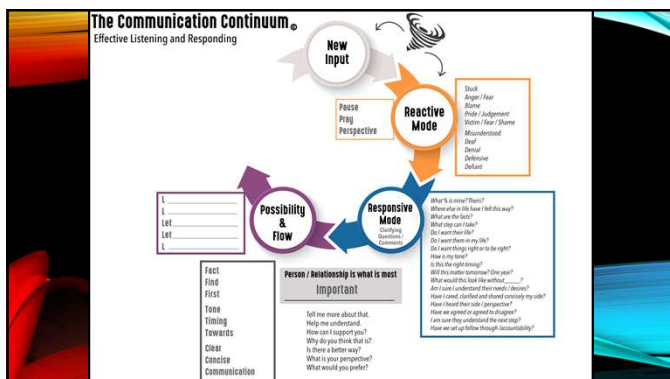 The Communication Continuum
Effective Listening and Responding
New
Input
Reactive
Mode
Pause
Pray
Perspective
Stuck
Anger / Fear
Blame
Pride / Judgement
Victim / Fear / Shame
Misunderstood
Deaf
Denial
Defensive
Defiant
Responsive
Mode
Clarifying
Questions /
Comments
What % is mine? Theirs?
Where else in life have I felt this way?
What are the facts?
What step can I take?
Do I want their life?
Do I want them in my life?
Do I want things right or to be right?
How is my tone?
Is this the right timing?
Will this matter tomorrow? One year?
What would this look like without_____?
Am I sure I understand their needs / desires?
Have I cared, clarified and shared concisely my side?
Have I heard their side / perspective?
Have we agreed or agreed to disagree?
I am sure they understand the next step?
Have we set up follow through (accountability)?
Possibility
&
Flow
L
L
Let
Let
L
Fact
Find
First
Tone
Timing
Towards
Clear
Concise
Communication
Person / Relationship is what is most
Important
Tell me more about that.
Help me understand.
How can I support you?
Why do you think that is?
Is there a better way?
What is your perspective?
What would you prefer?